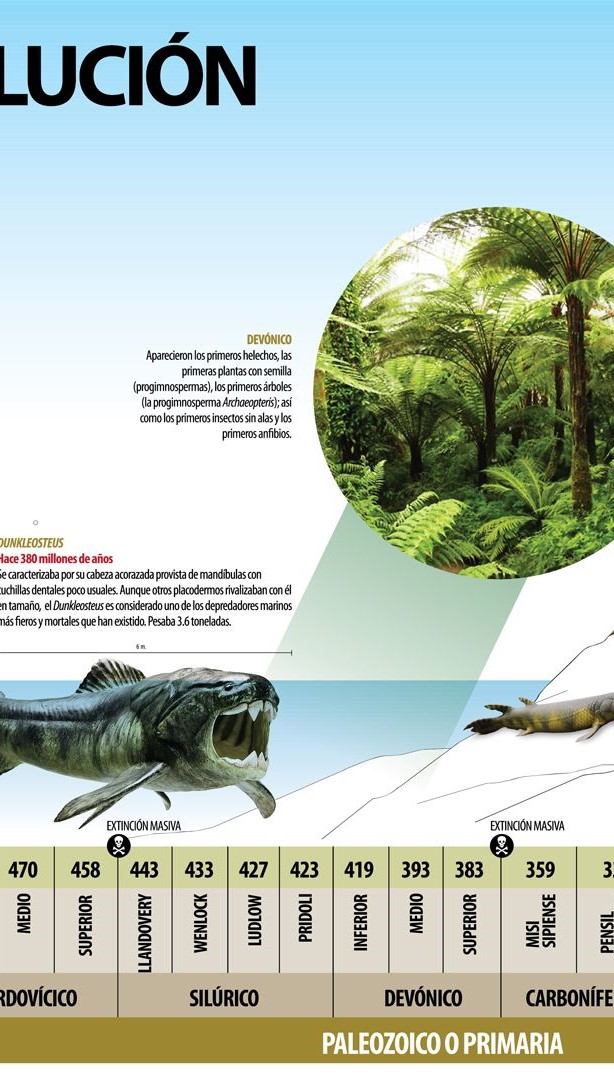 LUCIÓN
DEVÓNICO
Aparecieron los primeros helechos, las
primeras plantas con semilla
(progimnospermas), los primeros árboles
(la progimnosperma Archaeopteris); así
como los primeros insectos sin alas y los
primeros anfibios.
DUNKLEOSTEUS
Hace 380 millones de años
Se caracterizaba por su cabeza acorazada provista de mandíbulas con
cuchillas dentales poco usuales. Aunque otros placodermos rivalizaban con él
en tamaño, el Dunkleosteus es considerado uno de los depredadores marinos
más fieros y mortales que han existido. Pesaba 3.6 toneladas.
6 m.
EXTINCIÓN MASIVA
EXTINCIÓN MASIVA
470 458 443 433 427 423 419 393 383 359 3
MEDIO
SUPERIOR
LLANDOVERY
WENLOCK
LUDLOW
PRIDOLI
INFERIOR
MEDIO
SUPERIOR
MISI
SIPIENSE
PENSIL
RDOVÍCICO SILÚRICO DEVÓNICO CARBONÍFE
PALEOZOICO O PRIMARIA